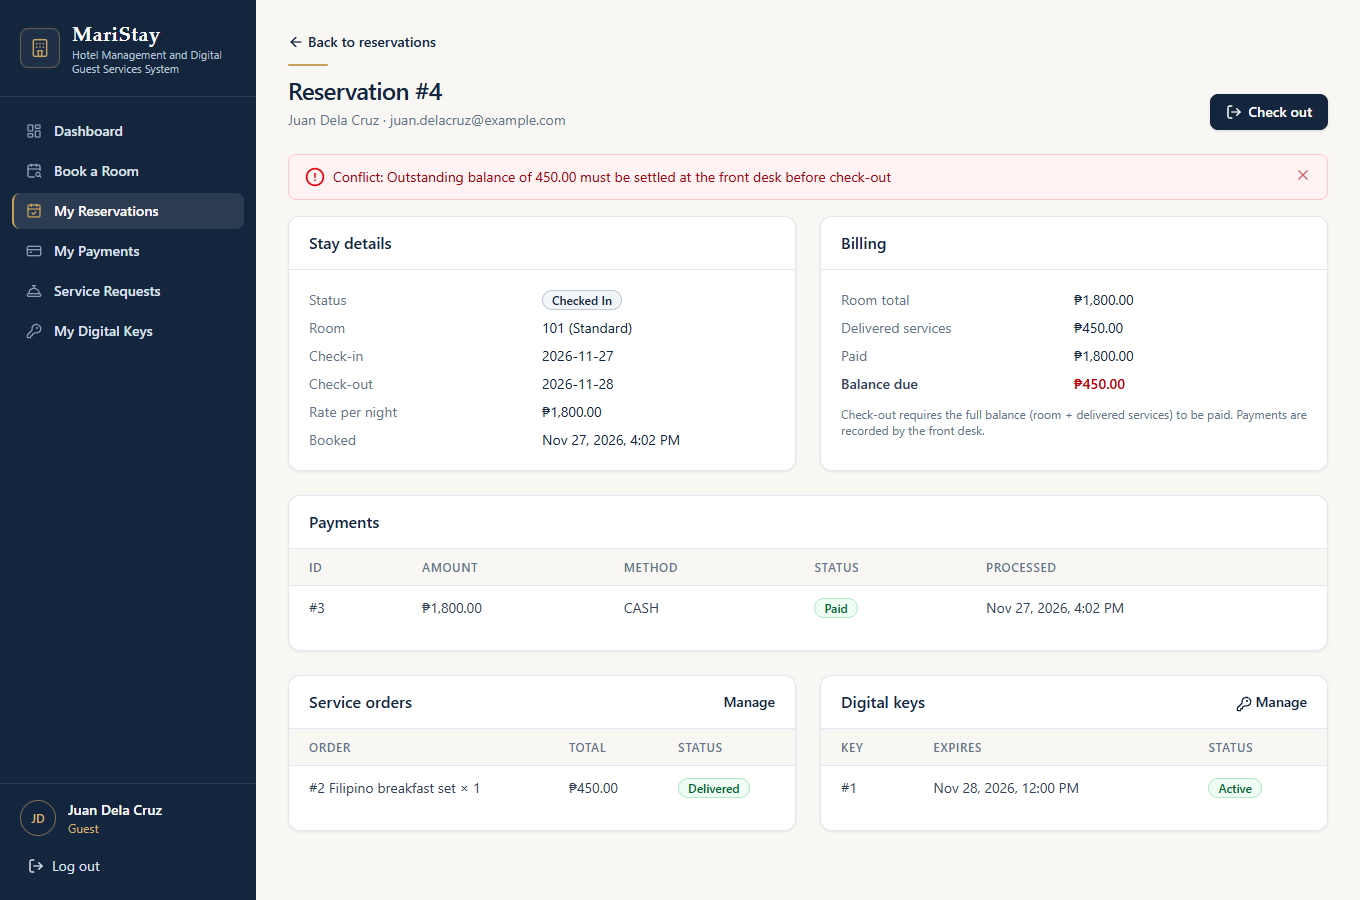 MariStay
Hotel Management and Digital
Guest Services System
Dashboard
Book a Room
My Reservations
My Payments
Service Requests
My Digital Keys
JD
Juan Dela Cruz
Guest
Log out
Back to reservations
Reservation #4
Juan Dela Cruz · juan.delacruz@example.com
Check out
Conflict: Outstanding balance of 450.00 must be settled at the front desk before check-out
Stay details
Status Checked In
Room 101 (Standard)
Check-in 2026-11-27
Check-out 2026-11-28
Rate per night ₱1,800.00
Booked Nov 27, 2026, 4:02 PM
Billing
Room total ₱1,800.00
Delivered services ₱450.00
Paid ₱1,800.00
Balance due ₱450.00
Check-out requires the full balance (room + delivered services) to be paid. Payments are
recorded by the front desk.
Payments
ID AMOUNT METHOD STATUS PROCESSED
#3 ₱1,800.00 CASH Paid Nov 27, 2026, 4:02 PM
Service orders Manage
ORDER TOTAL STATUS
#2 Filipino breakfast set × 1 ₱450.00 Delivered
Digital keys Manage
KEY EXPIRES STATUS
#1 Nov 28, 2026, 12:00 PM Active